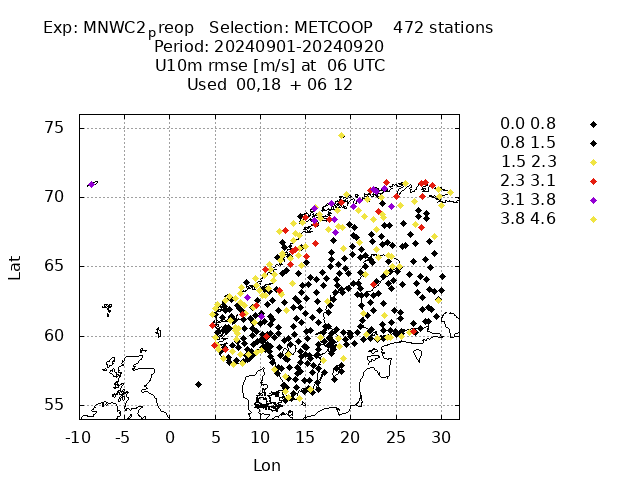 Exp: MNWC2_preop Selection: METCOOP 472 stations
Period: 20240901-20240920
U10m rmse [m/s] at 06 UTC
Used 00,18 + 06 12
0.0 0.8
0.8 1.5
1.5 2.3
2.3 3.1
3.1 3.8
3.8 4.6
75
70
65
60
55
Lat
-10 -5 0 5 10 15 20 25 30
Lon